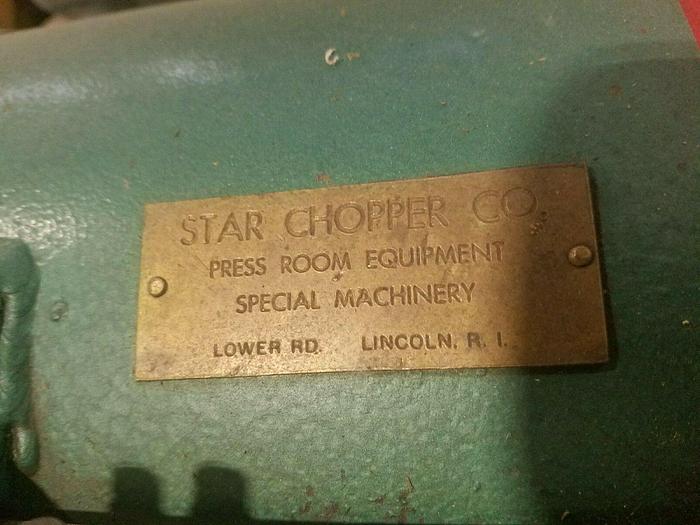 STAR CHOPPER CO.
PRESS ROOM EQUIPMENT
SPECIAL MACHINERY
LOWER RD. LINCOLN, R. I.